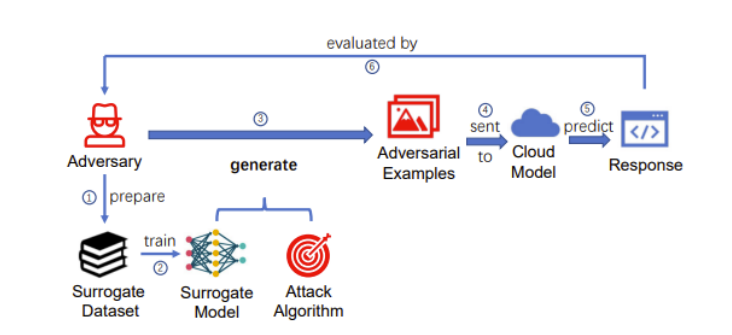 evaluated by
⑥
③
④
⑤
sent
predict
to
</>
Adversary
generate
Adversarial
Examples
Cloud
Model
Response
①
prepare
train
②
Surrogate
Dataset
Surrogate
Model
Attack
Algorithm